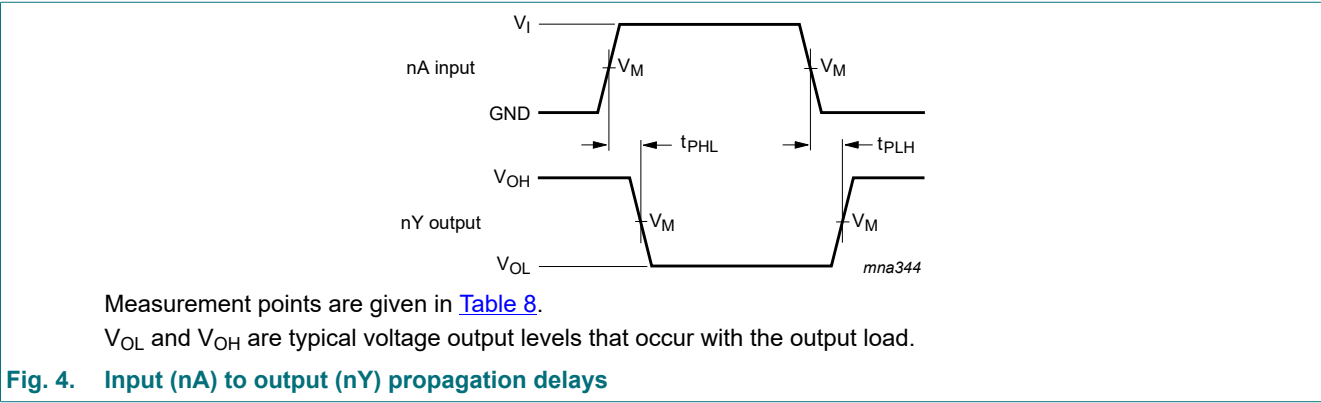 V_I
nA input
V_M
V_M
GND
t_PHL
t_PLH
V_OH
nY output
V_M
V_M
V_OL
mna344
Measurement points are given in Table 8.
V_OL and V_OH are typical voltage output levels that occur with the output load.
Fig. 4. Input (nA) to output (nY) propagation delays